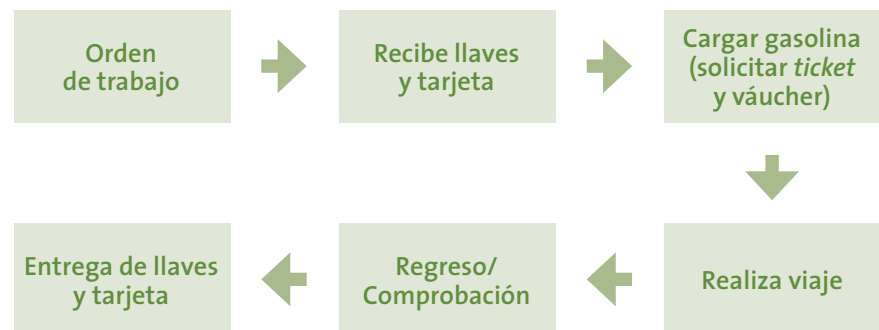 Orden
de trabajo
Recibe llaves
y tarjeta
Cargar gasolina
(solicitar ticket
y váucher)
Realiza viaje
Regreso/
Comprobación
Entrega de llaves
y tarjeta